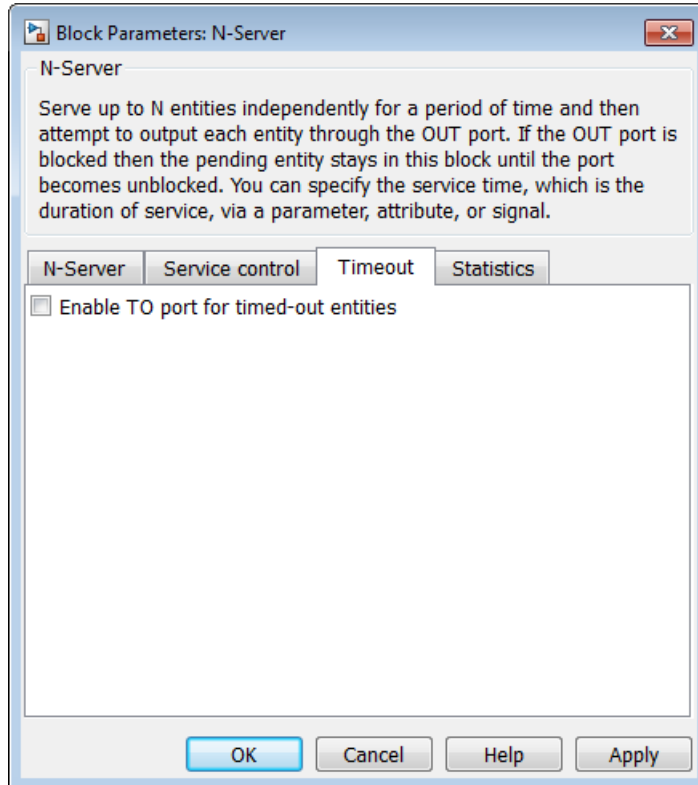 Block Parameters: N-Server
N-Server
Serve up to N entities independently for a period of time and then
attempt to output each entity through the OUT port. If the OUT port is
blocked then the pending entity stays in this block until the port
becomes unblocked. You can specify the service time, which is the
duration of service, via a parameter, attribute, or signal.
N-Server Service control Timeout Statistics
Enable TO port for timed-out entities
OK Cancel Help Apply